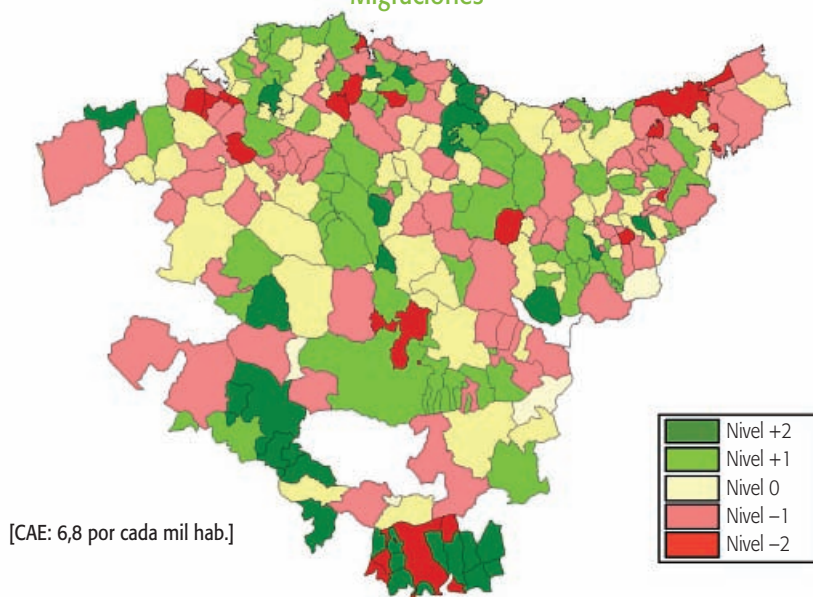 Migraciones
Nivel +2
Nivel +1
Nivel 0
Nivel –1
Nivel –2
[CAE: 6,8 por cada mil hab.]